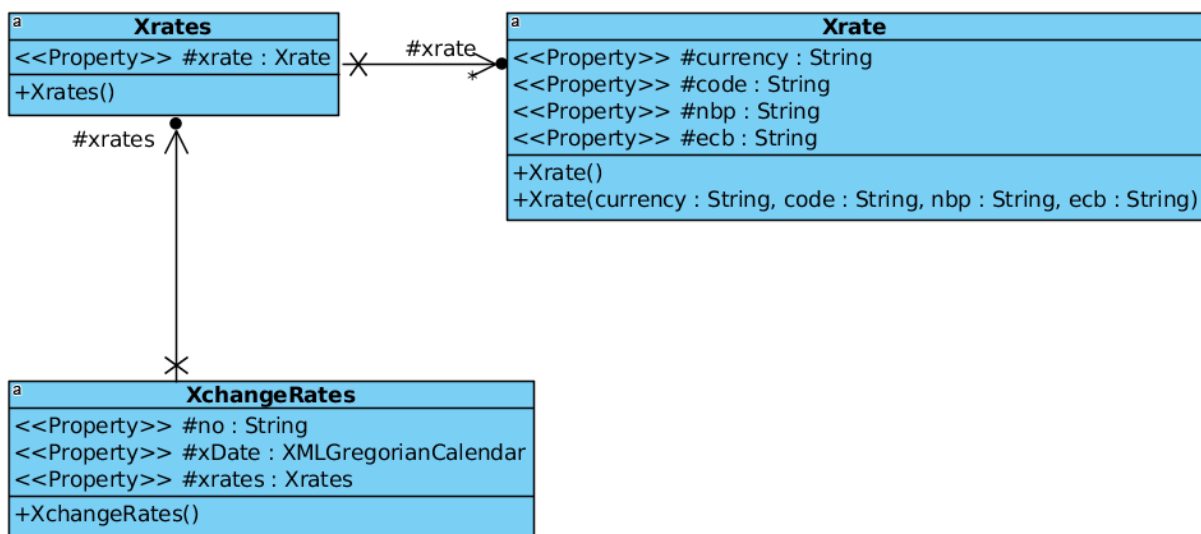 a
Xrates
<<Property>> #xrate : Xrate
+Xrates()
#xrate
*
a
Xrate
<<Property>> #currency : String
<<Property>> #code : String
<<Property>> #nbp : String
<<Property>> #ecb : String
+Xrate()
+Xrate(currency : String, code : String, nbp : String, ecb : String)
#xrates
a
XchangeRates
<<Property>> #no : String
<<Property>> #xDate : XMLGregorianCalendar
<<Property>> #xrates : Xrates
+XchangeRates()